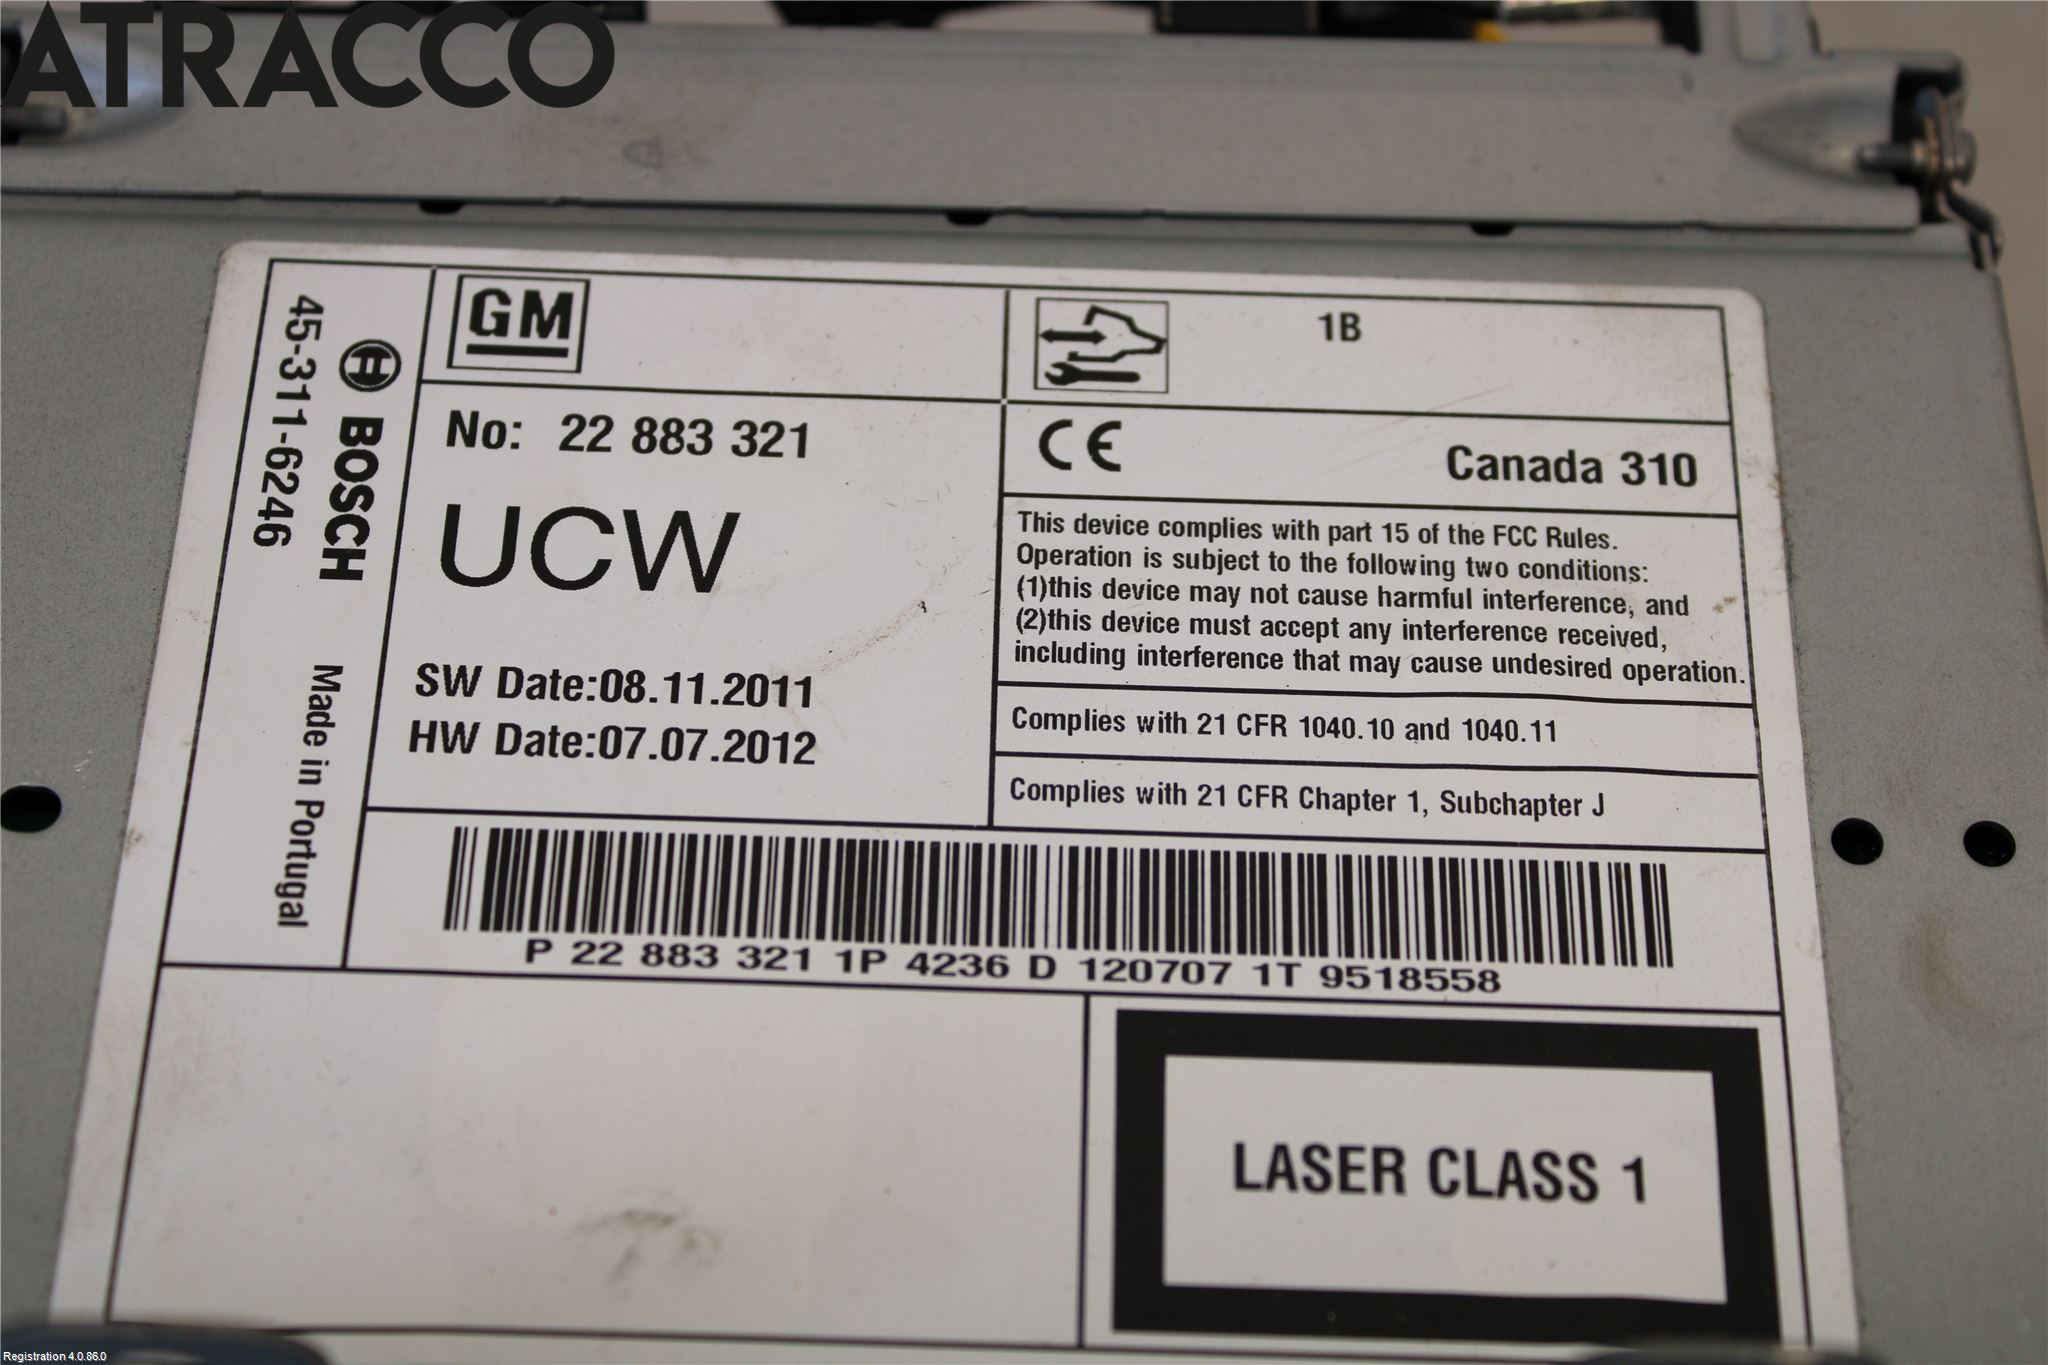 ATRACCO
45-311-6246
BOSCH
Made in Portugal
GM
1B
No: 22 883 321
UCW
SW Date:08.11.2011
HW Date:07.07.2012
CE
Canada 310
This device complies with part 15 of the FCC Rules.
Operation is subject to the following two conditions:
(1)this device may not cause harmful interference, and
(2)this device must accept any interference received,
including interference that may cause undesired operation.
Complies with 21 CFR 1040.10 and 1040.11
Complies with 21 CFR Chapter 1, Subchapter J
P 22 883 321 1P 4236 D 120707 1T 9518558
LASER CLASS 1
Registration 4.0.86.0